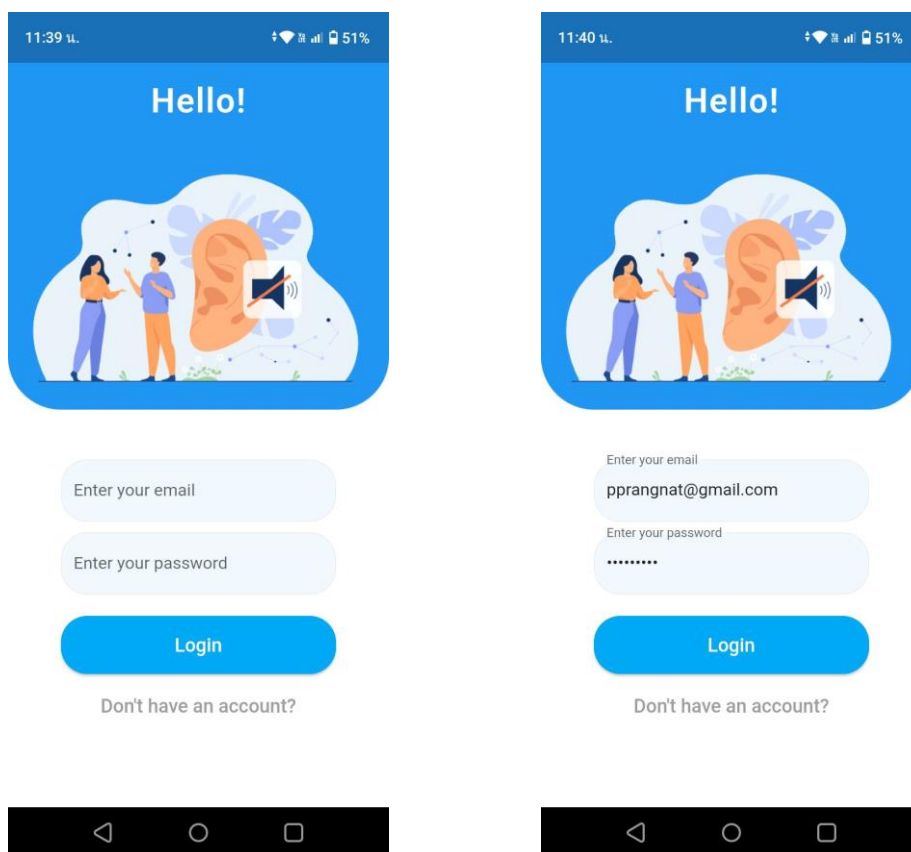 11:39 น.
51%
Hello!
Enter your email
Enter your password
Login
Don't have an account?
11:40 น.
51%
Hello!
Enter your email
pprangnat@gmail.com
Enter your password
•••••••••
Login
Don't have an account?